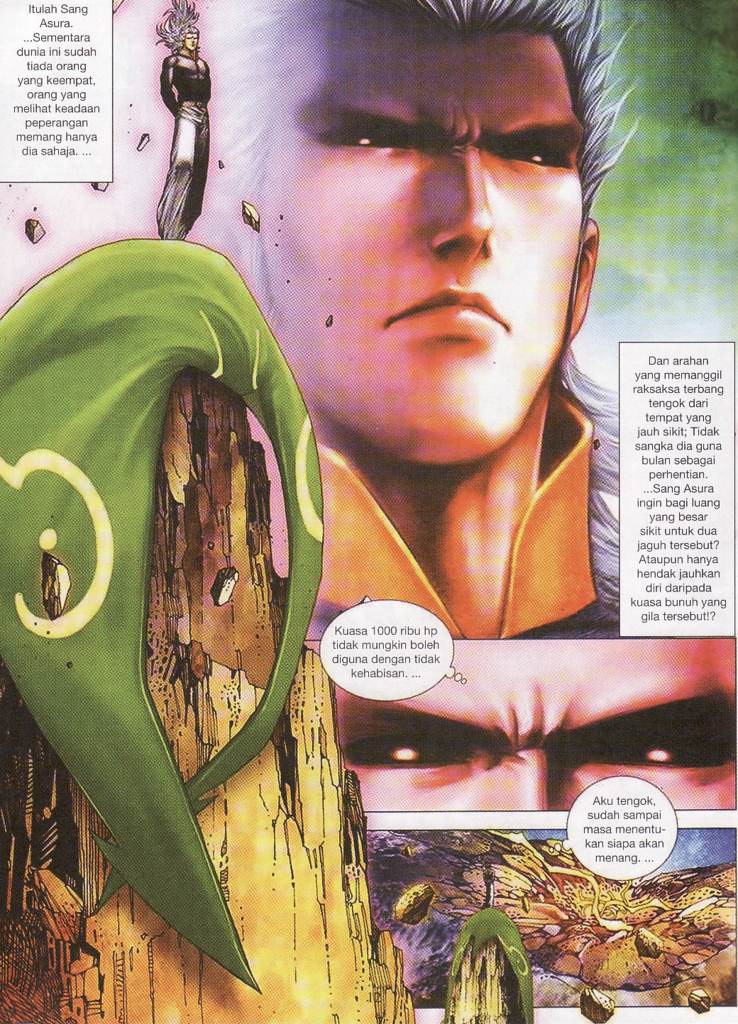 Itulah Sang
Asura.
...Sementara
dunia ini sudah
tiada orang
yang keempat,
orang yang
melihat keadaan
peperangan
memang hanya
dia sahaja. ...
Dan arahan
yang memanggil
raksaksa terbang
tengok dari
tempat yang
jauh sikit; Tidak
sangka dia guna
bulan sebagai
perhentian.
...Sang Asura
ingin bagi luang
yang besar
sikit untuk dua
jaguh tersebut?
Ataupun hanya
hendak jauhkan
diri daripada
kuasa bunuh yang
gila tersebut!?
Kuasa 1000 ribu hp
tidak mungkin boleh
diguna dengan tidak
kehabisan. ...
Aku tengok,
sudah sampai
masa menentu-
kan siapa akan
menang. ...